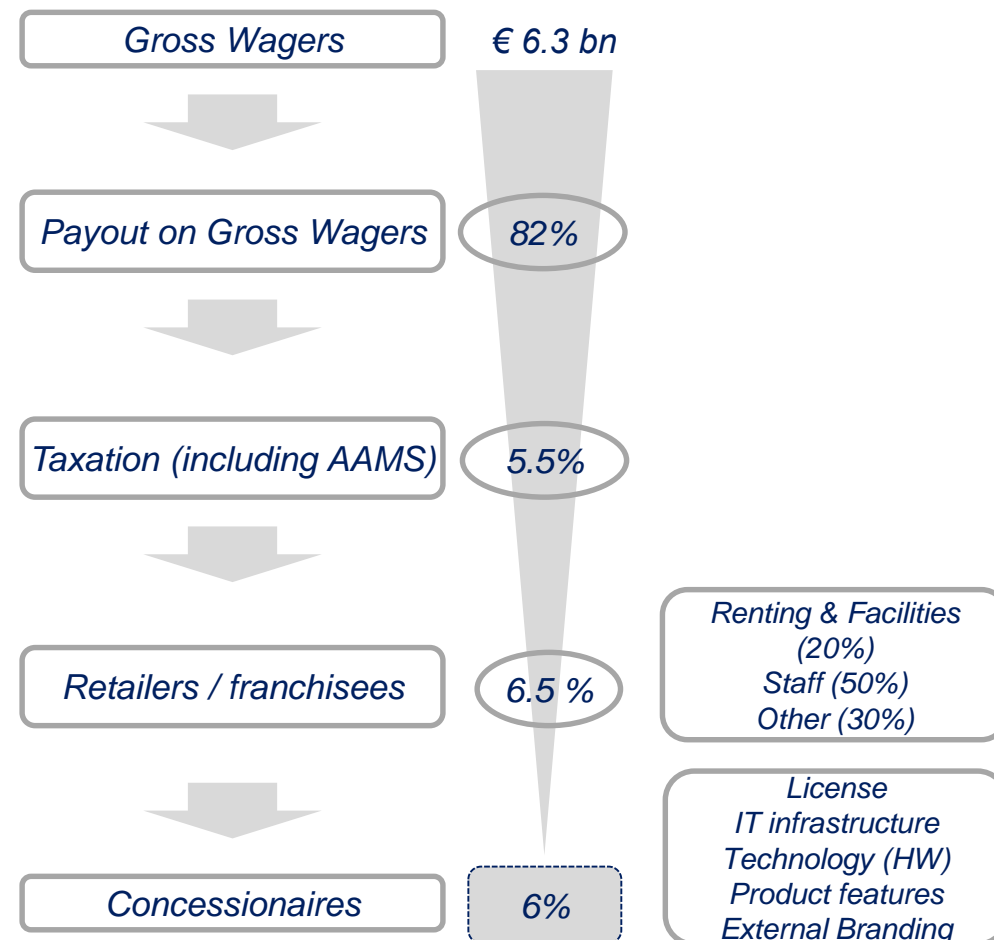 Gross Wagers
€ 6.3 bn
Payout on Gross Wagers
82%
Taxation (including AAMS)
5.5%
Retailers / franchisees
6.5 %
Renting & Facilities
(20%)
Staff (50%)
Other (30%)
Concessionaires
6%
License
IT infrastructure
Technology (HW)
Product features
External Branding